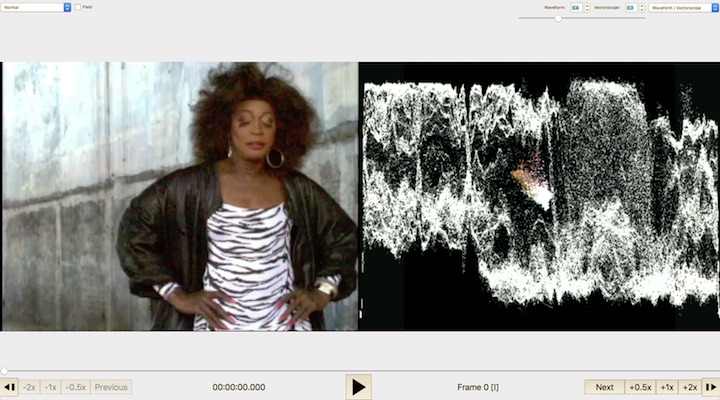 Normal Field Waveform: Vectorscope: Waveform / Vectorscope
-2x -1x -0.5x Previous 00:00:00.000 Frame 0 [I] Next +0.5x +1x +2x